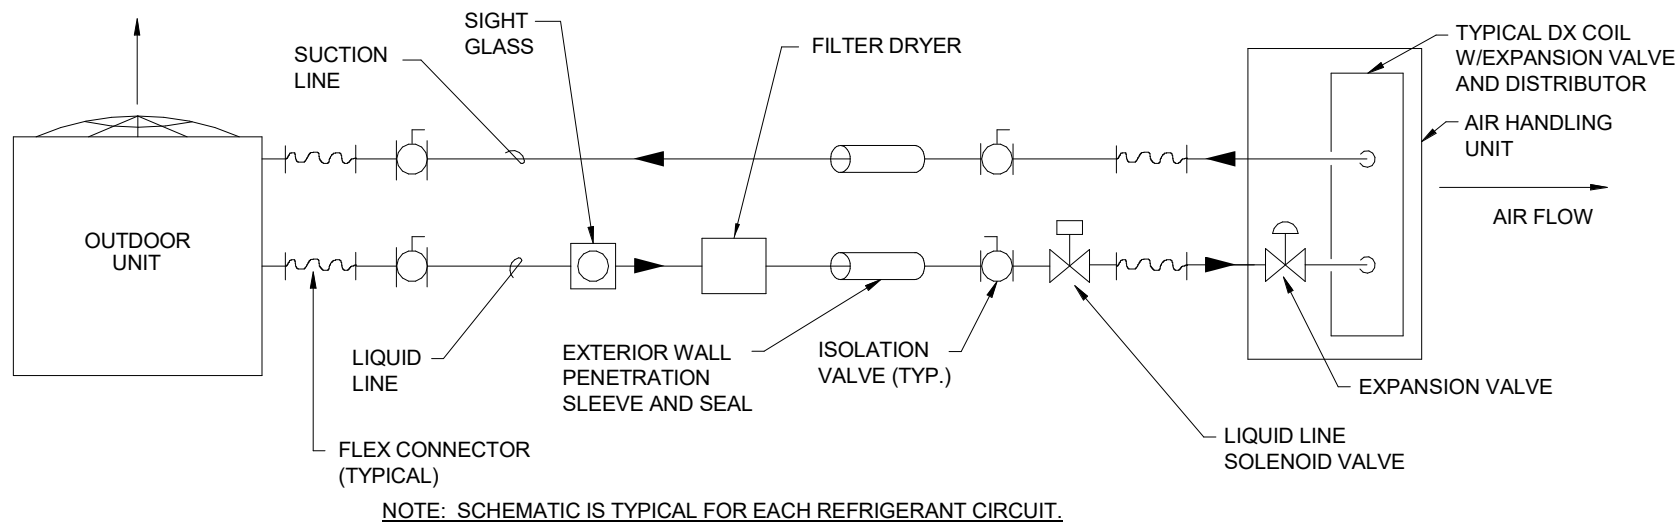 SIGHT
GLASS
SUCTION
LINE
FILTER DRYER
TYPICAL DX COIL
W/EXPANSION VALVE
AND DISTRIBUTOR
AIR HANDLING
UNIT
AIR FLOW
OUTDOOR
UNIT
LIQUID
LINE
EXTERIOR WALL
PENETRATION
SLEEVE AND SEAL
ISOLATION
VALVE (TYP.)
EXPANSION VALVE
FLEX CONNECTOR
(TYPICAL)
LIQUID LINE
SOLENOID VALVE
NOTE: SCHEMATIC IS TYPICAL FOR EACH REFRIGERANT CIRCUIT.